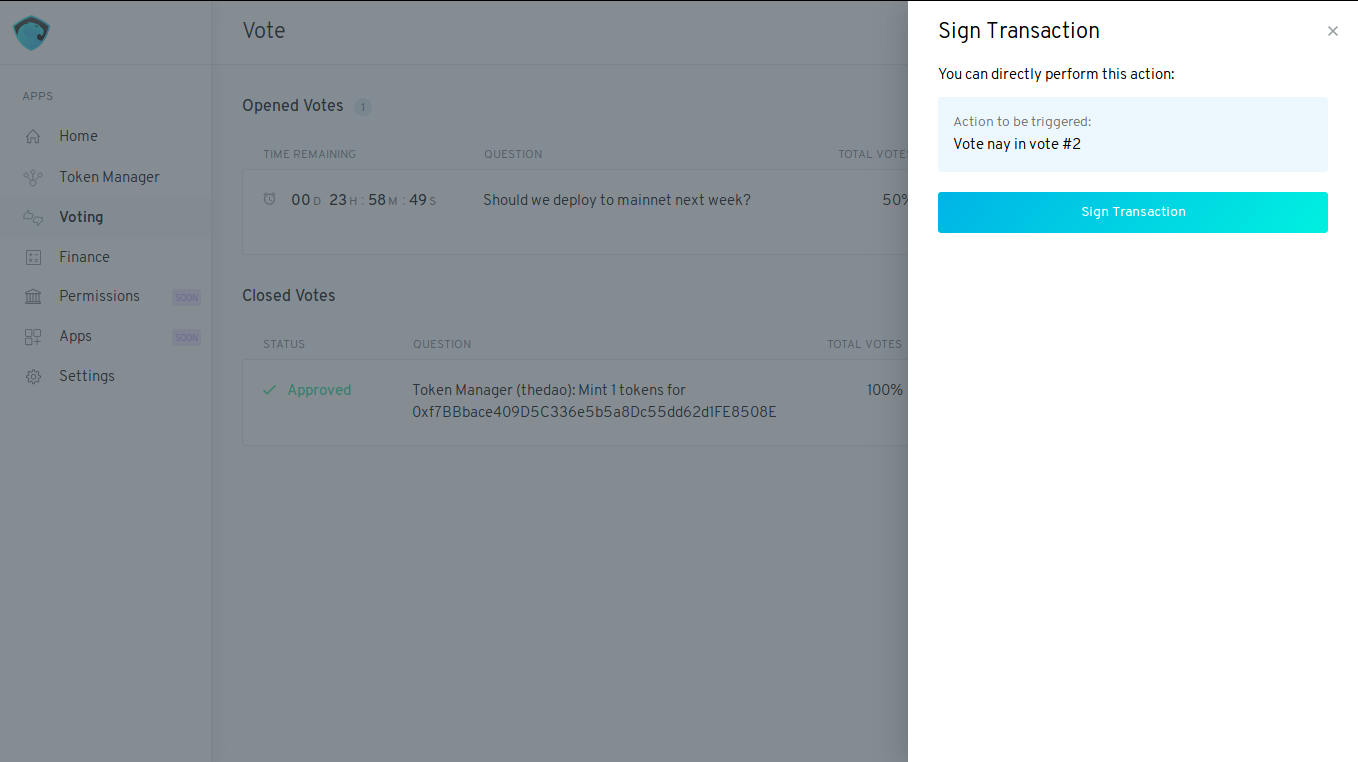 Vote
APPS
Home
Token Manager
Voting
Finance
Permissions SOON
Apps SOON
Settings
Opened Votes 1
TIME REMAINING QUESTION TOTAL VOTES
00 D 23 H : 58 M : 49 S Should we deploy to mainnet next week? 50%
Closed Votes
STATUS QUESTION TOTAL VOTES
Approved Token Manager (thedao): Mint 1 tokens for 100%
0xf7BBbace409D5C336e5b5a8Dc55dd62d1FE8508E
Sign Transaction
You can directly perform this action:
Action to be triggered:
Vote nay in vote #2
Sign Transaction